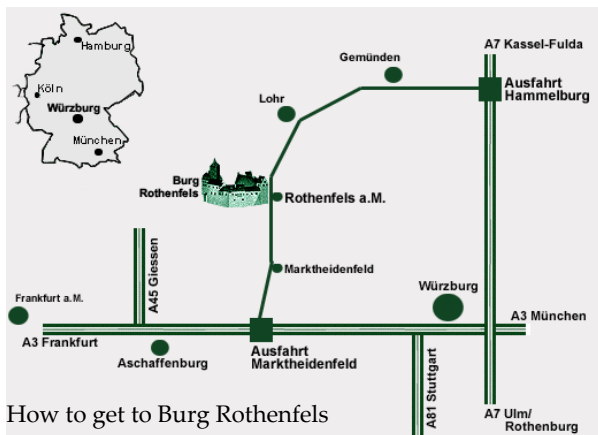 Hamburg
Köln
Würzburg
München
A7 Kassel-Fulda
Gemünden
Ausfahrt
Hammelburg
Lohr
Burg
Rothenfels
Rothenfels a.M.
A45 Giessen
Marktheidenfeld
Würzburg
Frankfurt a.M.
A3 München
A3 Frankfurt
Aschaffenburg
Ausfahrt
Marktheidenfeld
A81 Stuttgart
How to get to Burg Rothenfels
A7 Ulm/
Rothenburg